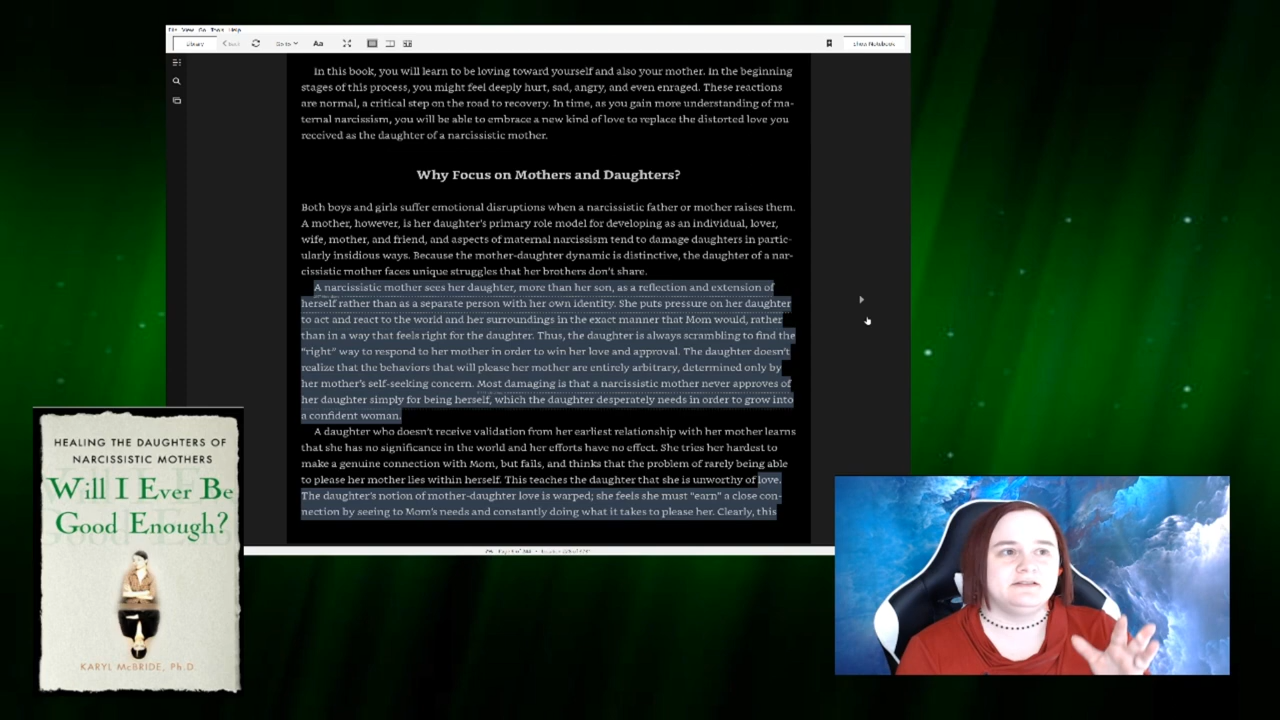 File View Go Tools Help
Library Back Go to Aa Show Notebook
In this book, you will learn to be loving toward yourself and also your mother. In the beginning
stages of this process, you might feel deeply hurt, sad, angry, and even enraged. These reactions
are normal, a critical step on the road to recovery. In time, as you gain more understanding of ma-
ternal narcissism, you will be able to embrace a new kind of love to replace the distorted love you
received as the daughter of a narcissistic mother.
Why Focus on Mothers and Daughters?
Both boys and girls suffer emotional disruptions when a narcissistic father or mother raises them.
A mother, however, is her daughter's primary role model for developing as an individual, lover,
wife, mother, and friend, and aspects of maternal narcissism tend to damage daughters in partic-
ularly insidious ways. Because the mother-daughter dynamic is distinctive, the daughter of a nar-
cissistic mother faces unique struggles that her brothers don't share.
A narcissistic mother sees her daughter, more than her son, as a reflection and extension of
herself rather than as a separate person with her own identity. She puts pressure on her daughter
to act and react to the world and her surroundings in the exact manner that Mom would, rather
than in a way that feels right for the daughter. Thus, the daughter is always scrambling to find the
"right" way to respond to her mother in order to win her love and approval. The daughter doesn't
realize that the behaviors that will please her mother are entirely arbitrary, determined only by
her mother's self-seeking concern. Most damaging is that a narcissistic mother never approves of
her daughter simply for being herself, which the daughter desperately needs in order to grow into
a confident woman.
A daughter who doesn't receive validation from her earliest relationship with her mother learns
that she has no significance in the world and her efforts have no effect. She tries her hardest to
make a genuine connection with Mom, but fails, and thinks that the problem of rarely being able
to please her mother lies within herself. This teaches the daughter that she is unworthy of love.
The daughter's notion of mother-daughter love is warped; she feels she must "earn" a close con-
nection by seeing to Mom's needs and constantly doing what it takes to please her. Clearly, this
HEALING THE DAUGHTERS OF
NARCISSISTIC MOTHERS
Will I Ever Be
Good Enough?
KARYL McBRIDE, Ph.D.